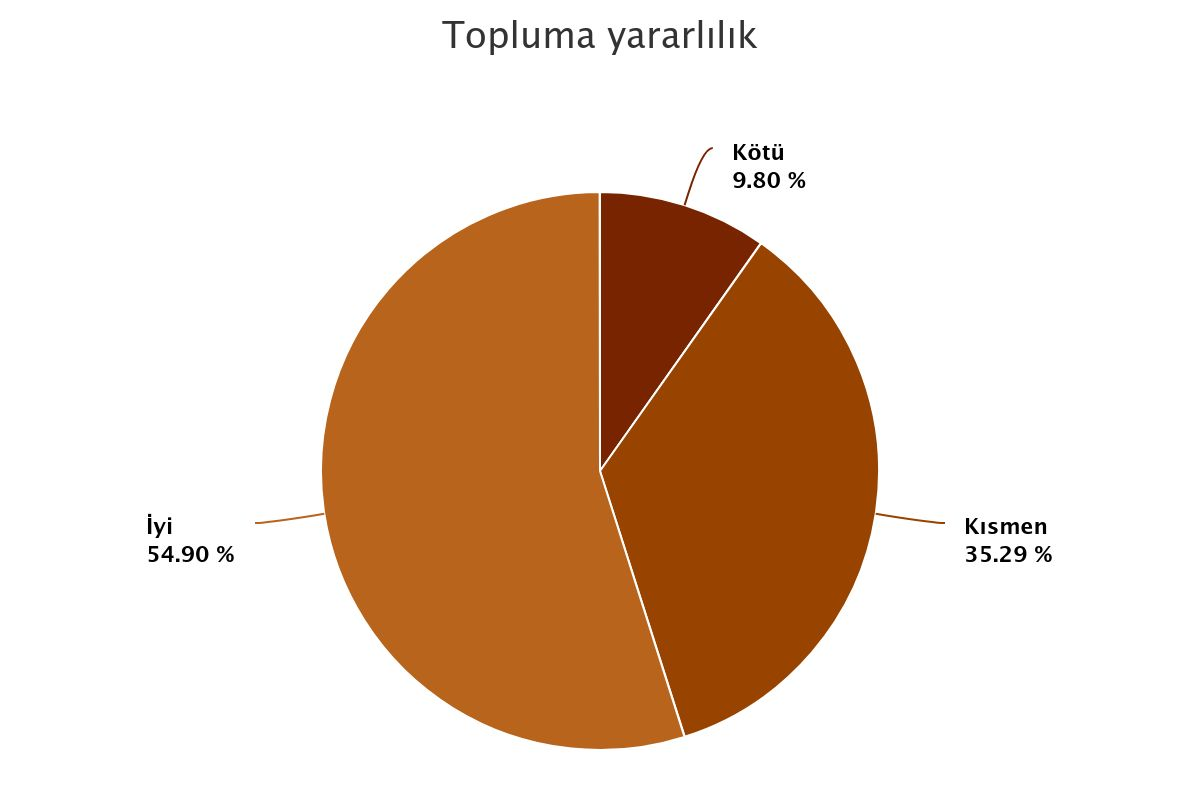 Topluma yararlılık
Kötü
9.80 %
İyi
54.90 %
Kısmen
35.29 %